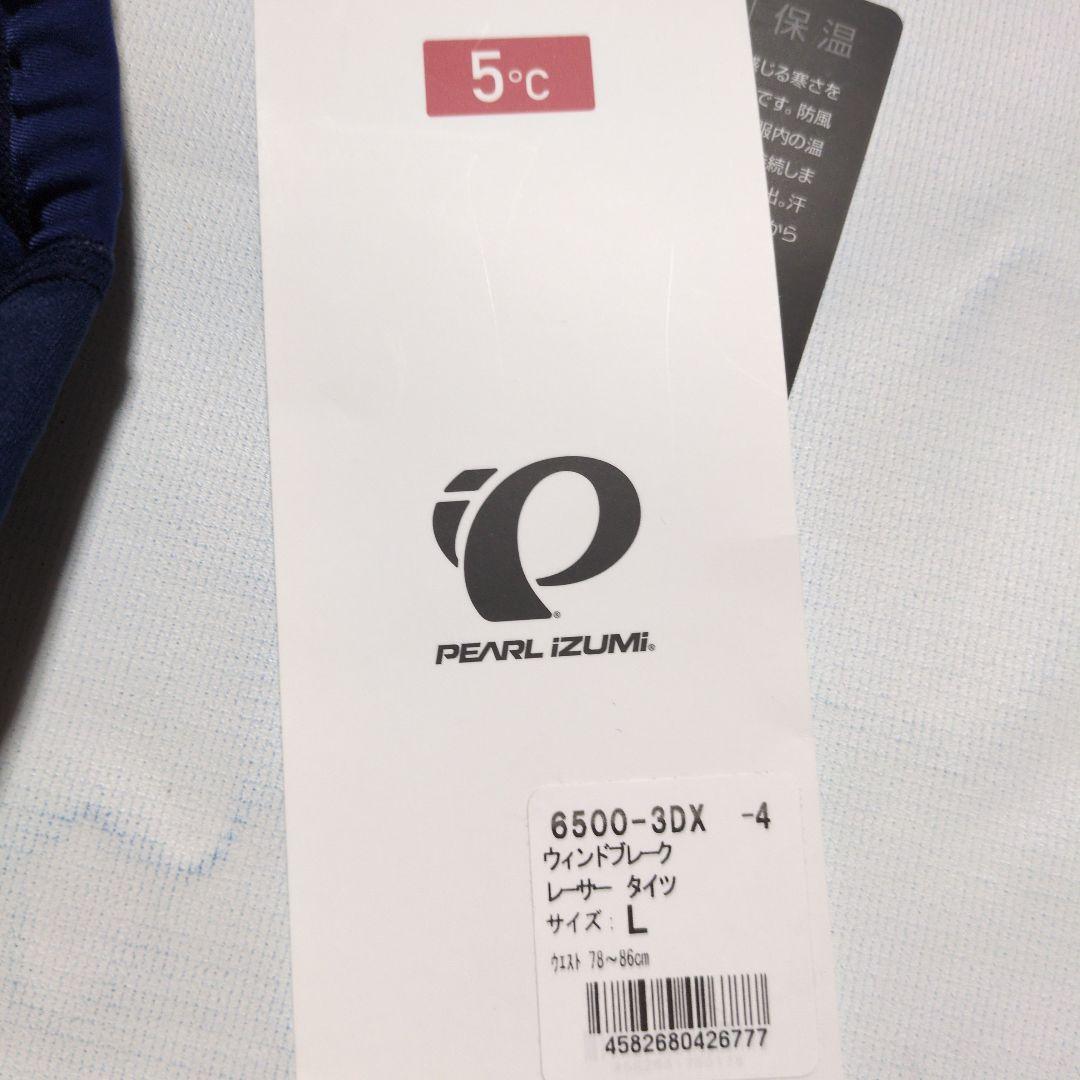 5°C
保温
じる寒さを
です。防風
服内の温
続しま
出。汗
から
PEARL iZUMi®
6500-3DX -4
ウィンドブレーク
レーサー タイツ
サイズ: L
ウエスト 78~86cm
4582680426777